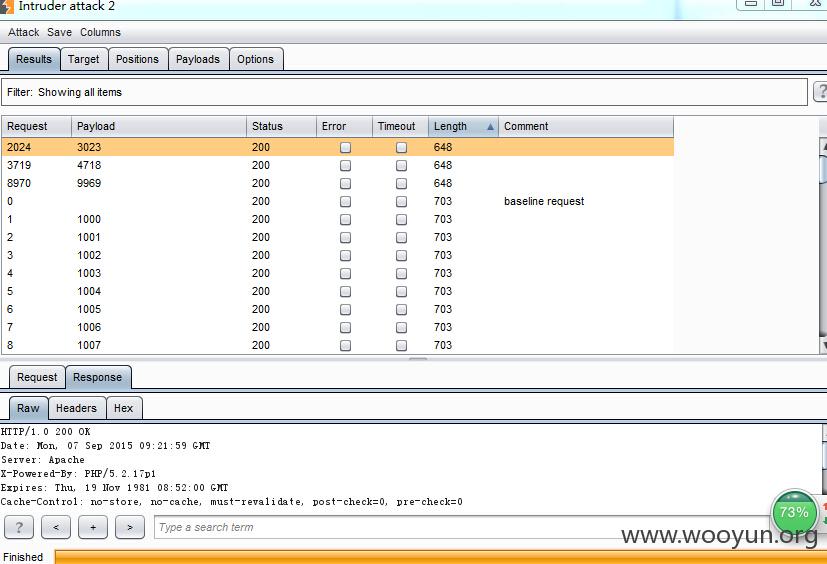 Intruder attack 2
Attack Save Columns
Results Target Positions Payloads Options
Filter: Showing all items ?
Request Payload Status Error Timeout Length Comment
2024 3023 200 648
3719 4718 200 648
8970 9969 200 648
0 200 703 baseline request
1 1000 200 703
2 1001 200 703
3 1002 200 703
4 1003 200 703
5 1004 200 703
6 1005 200 703
7 1006 200 703
8 1007 200 703
Request Response
Raw Headers Hex
HTTP/1.0 200 OK
Date: Mon, 07 Sep 2015 09:21:59 GMT
Server: Apache
X-Powered-By: PHP/5.2.17p1
Expires: Thu, 19 Nov 1981 08:52:00 GMT
Cache-Control: no-store, no-cache, must-revalidate, post-check=0, pre-check=0
? < + > Type a search term
73%
www.wooyun.org
Finished